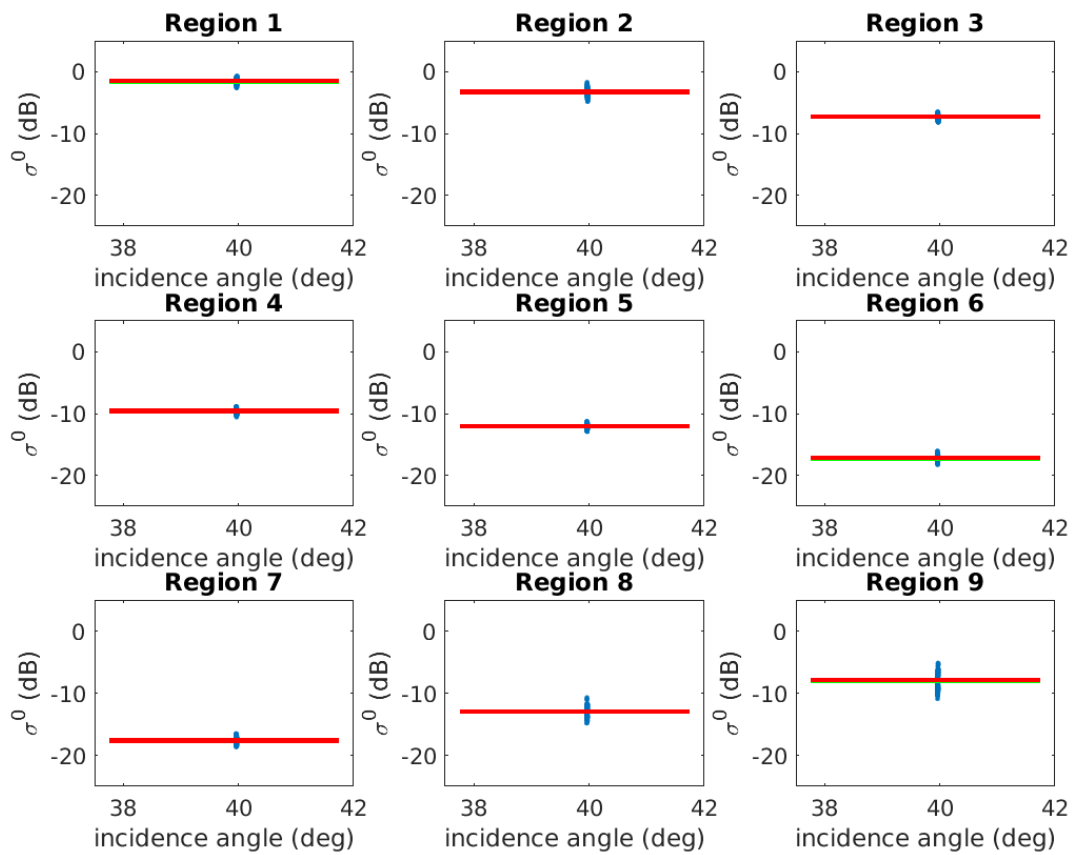 Region 1
Region 2
Region 3
0
-10
-20
σ⁰ (dB)
38 40 42
incidence angle (deg)
0
-10
-20
σ⁰ (dB)
38 40 42
incidence angle (deg)
0
-10
-20
σ⁰ (dB)
38 40 42
incidence angle (deg)
Region 4
Region 5
Region 6
0
-10
-20
σ⁰ (dB)
38 40 42
incidence angle (deg)
0
-10
-20
σ⁰ (dB)
38 40 42
incidence angle (deg)
0
-10
-20
σ⁰ (dB)
38 40 42
incidence angle (deg)
Region 7
Region 8
Region 9
0
-10
-20
σ⁰ (dB)
38 40 42
incidence angle (deg)
0
-10
-20
σ⁰ (dB)
38 40 42
incidence angle (deg)
0
-10
-20
σ⁰ (dB)
38 40 42
incidence angle (deg)